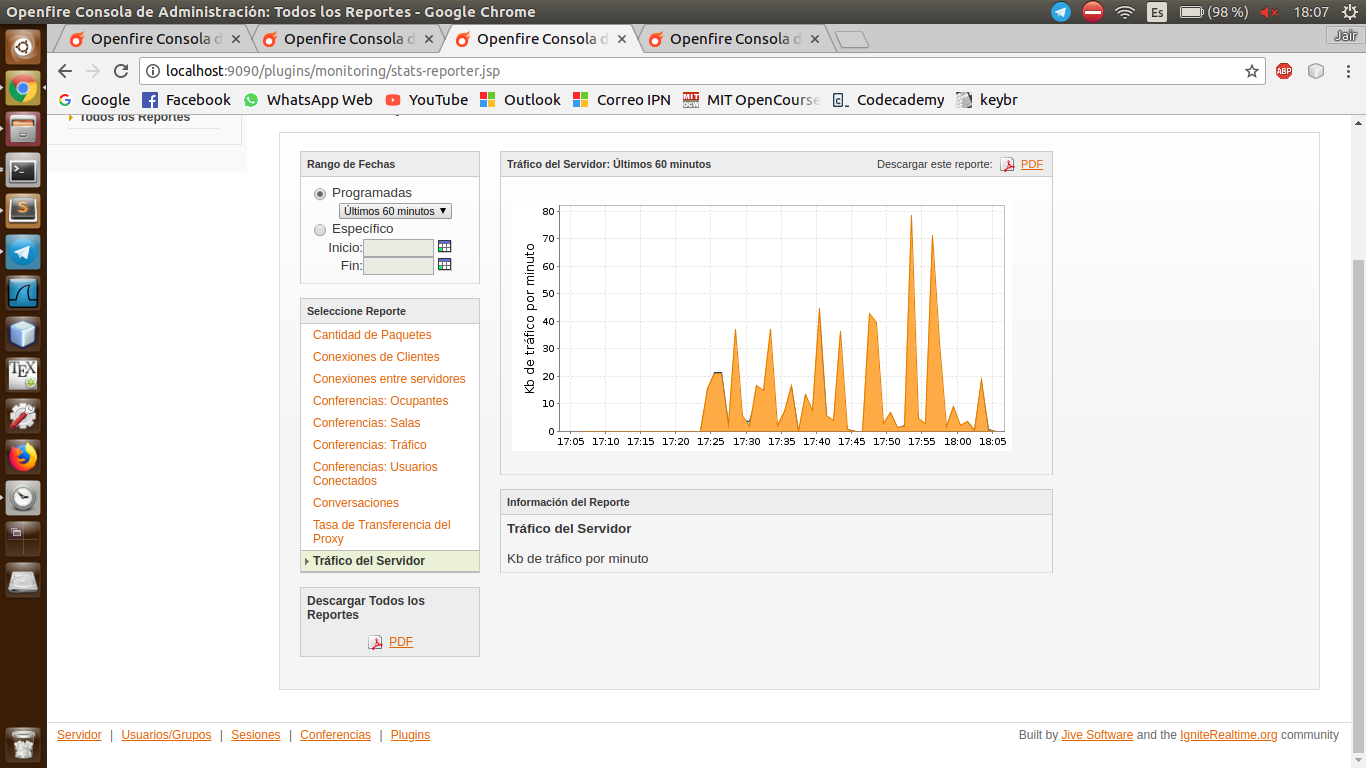 Openfire Consola de Administración: Todos los Reportes - Google Chrome
Es (98 %) 18:07
Openfire Consola d Openfire Consola d Openfire Consola d Openfire Consola d Jair
localhost:9090/plugins/monitoring/stats-reporter.jsp ABP
Google Facebook WhatsApp Web YouTube Outlook Correo IPN MIT OpenCourse Codecademy keybr
Todos los Reportes
Rango de Fechas
Programadas
Últimos 60 minutos
Específico
Inicio:
Fin:
Seleccione Reporte
Cantidad de Paquetes
Conexiones de Clientes
Conexiones entre servidores
Conferencias: Ocupantes
Conferencias: Salas
Conferencias: Tráfico
Conferencias: Usuarios
Conectados
Conversaciones
Tasa de Transferencia del
Proxy
Tráfico del Servidor
Descargar Todos los
Reportes
PDF
Tráfico del Servidor: Últimos 60 minutos Descargar este reporte: PDF
Kb de tráfico por minuto
80
70
60
50
40
30
20
10
0
17:05 17:10 17:15 17:20 17:25 17:30 17:35 17:40 17:45 17:50 17:55 18:00 18:05
Información del Reporte
Tráfico del Servidor
Kb de tráfico por minuto
Servidor | Usuarios/Grupos | Sesiones | Conferencias | Plugins
Built by Jive Software and the IgniteRealtime.org community